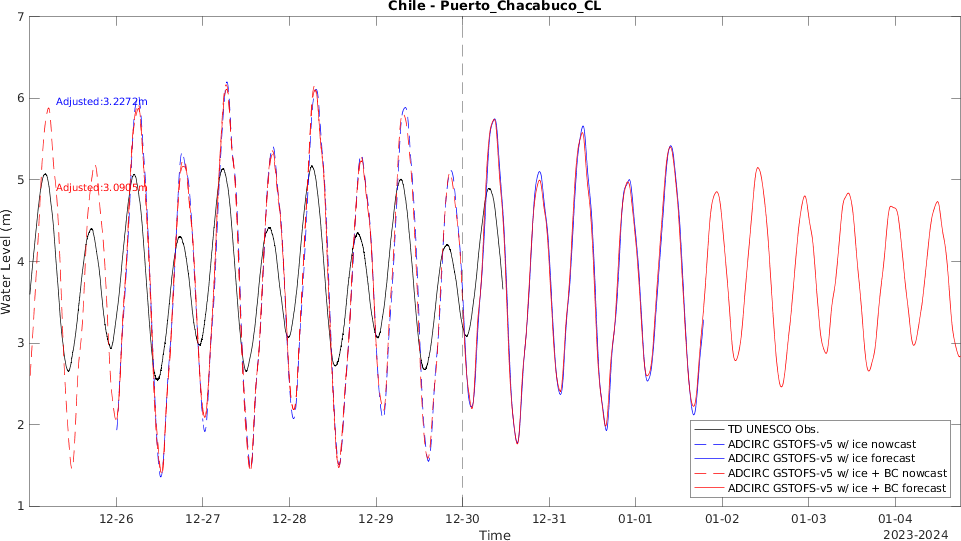 Chile - Puerto_Chacabuco_CL
7
6
5
4
3
2
1
Water Level (m)
Adjusted:3.2272m
Adjusted:3.0905m
TD UNESCO Obs.
ADCIRC GSTOFS-v5 w/ ice nowcast
ADCIRC GSTOFS-v5 w/ ice forecast
ADCIRC GSTOFS-v5 w/ ice + BC nowcast
ADCIRC GSTOFS-v5 w/ ice + BC forecast
12-26 12-27 12-28 12-29 12-30 12-31 01-01 01-02 01-03 01-04
Time
2023-2024